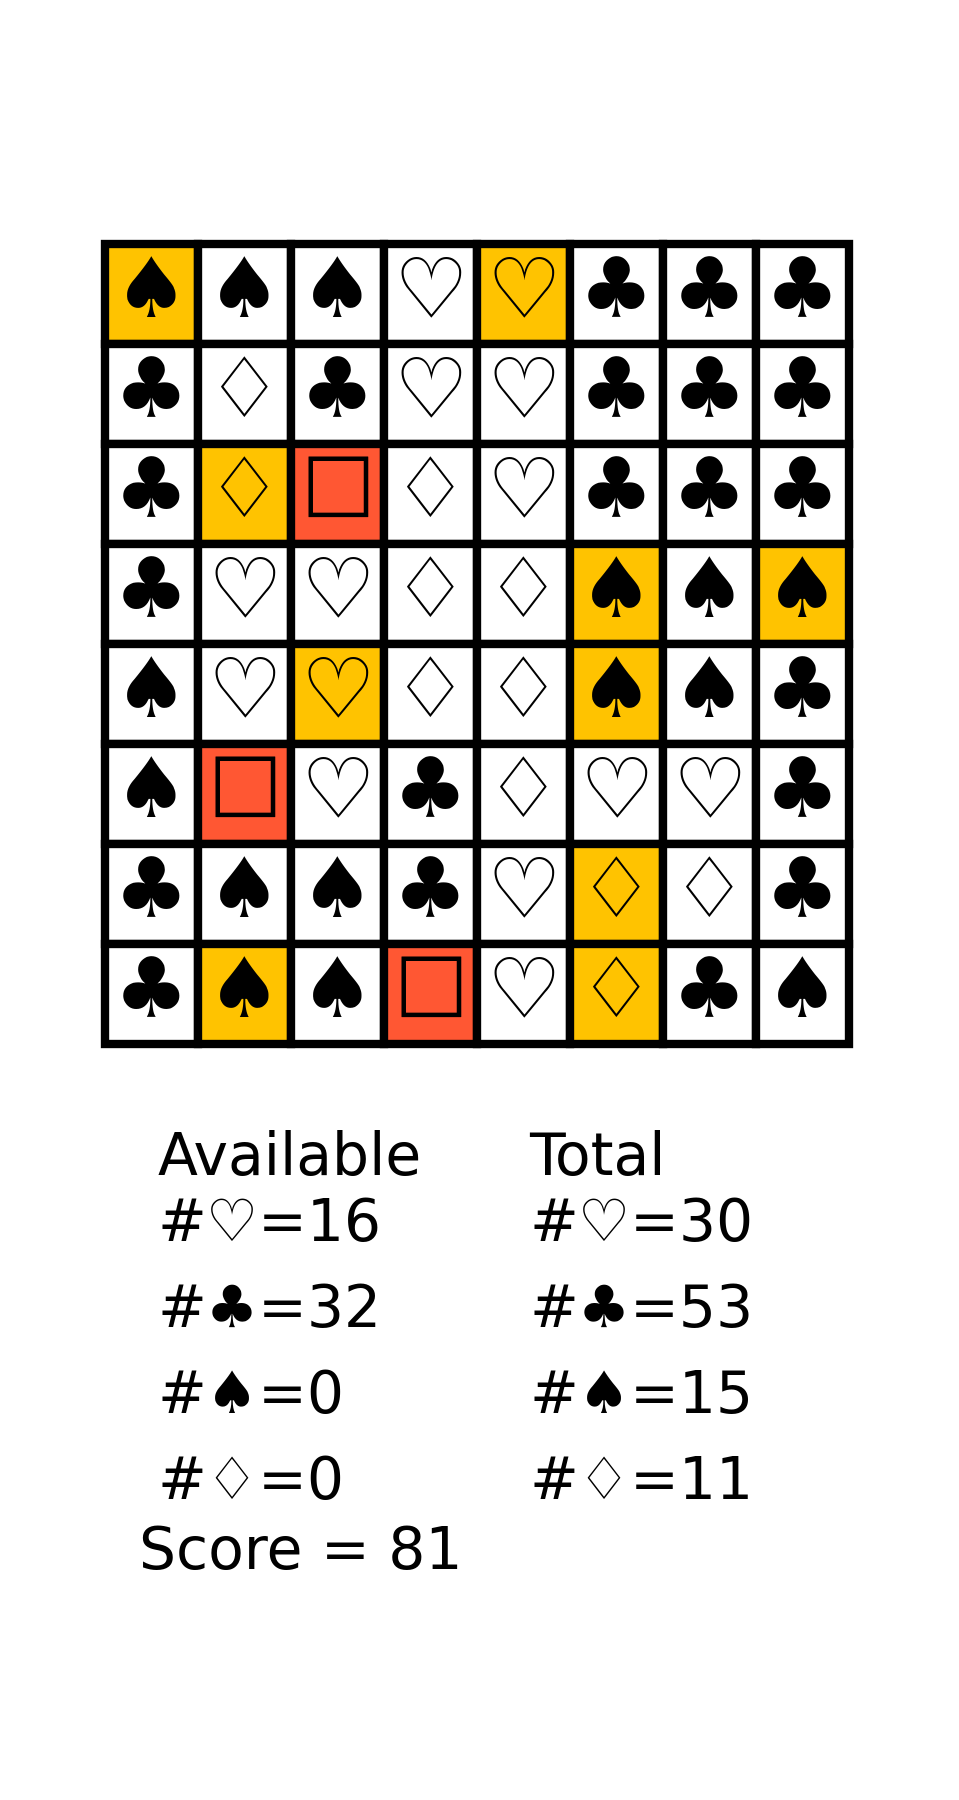 ♠ ♠ ♠ ♡ ♡ ♣ ♣ ♣
♣ ♢ ♣ ♡ ♡ ♣ ♣ ♣
♣ ♢ □ ♢ ♡ ♣ ♣ ♣
♣ ♡ ♡ ♢ ♢ ♠ ♠ ♠
♠ ♡ ♡ ♢ ♢ ♠ ♠ ♣
♠ □ ♡ ♣ ♢ ♡ ♡ ♣
♣ ♠ ♠ ♣ ♡ ♢ ♢ ♣
♣ ♠ ♠ □ ♡ ♢ ♣ ♠
Available Total
#♡=16 #♡=30
#♣=32 #♣=53
#♠=0 #♠=15
#♢=0 #♢=11
Score = 81